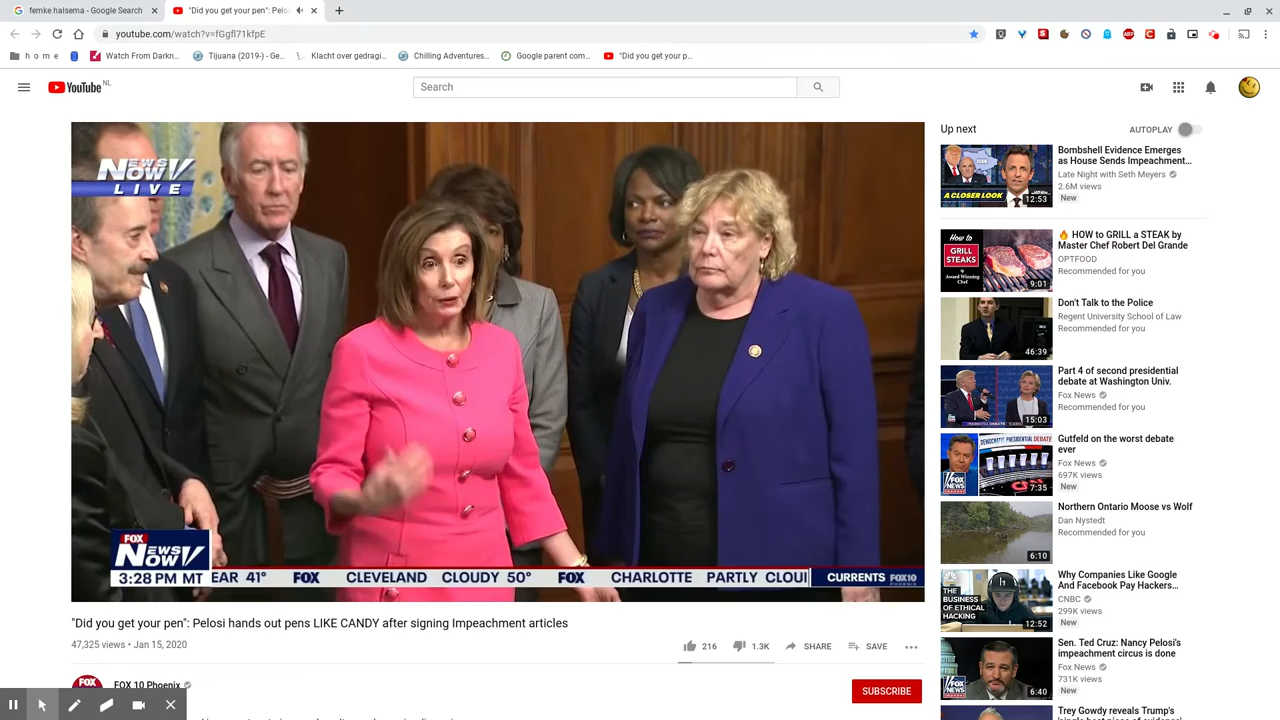 femke halsema - Google Search
"Did you get your pen": Pelos
youtube.com/watch?v=fGgfl71kfpE
h o m e
Watch From Darkn...
Tijuana (2019-) - Ge...
Klacht over gedragi...
Chilling Adventures...
Google parent com...
"Did you get your p...
YouTube NL
Search
NEWS NOW
LIVE
FOX
NEWS NOW
3:28 PM MT
EAR 41° FOX CLEVELAND CLOUDY 50° FOX CHARLOTTE PARTLY CLOU
CURRENTS FOX10
"Did you get your pen": Pelosi hands out pens LIKE CANDY after signing Impeachment articles
47,325 views • Jan 15, 2020
216
1.3K
SHARE
SAVE
FOX 10 Phoenix
SUBSCRIBE
Up next
AUTOPLAY
A CLOSER LOOK
12:53
Bombshell Evidence Emerges
as House Sends Impeachment...
Late Night with Seth Meyers
2.6M views
New
How to
GRILL
STEAKS
9:01
🔥 HOW to GRILL a STEAK by
Master Chef Robert Del Grande
OPTFOOD
Recommended for you
46:39
Don't Talk to the Police
Regent University School of Law
Recommended for you
15:03
Part 4 of second presidential
debate at Washington Univ.
Fox News
Recommended for you
DEMOCRATIC PRESIDENTIAL DEBATE
7:35
Gutfeld on the worst debate
ever
Fox News
697K views
New
6:10
Northern Ontario Moose vs Wolf
Dan Nystedt
Recommended for you
THE
BUSINESS
OF ETHICAL
HACKING
12:52
Why Companies Like Google
And Facebook Pay Hackers...
CNBC
299K views
New
6:40
Sen. Ted Cruz: Nancy Pelosi's
impeachment circus is done
Fox News
731K views
New
Trey Gowdy reveals Trump's